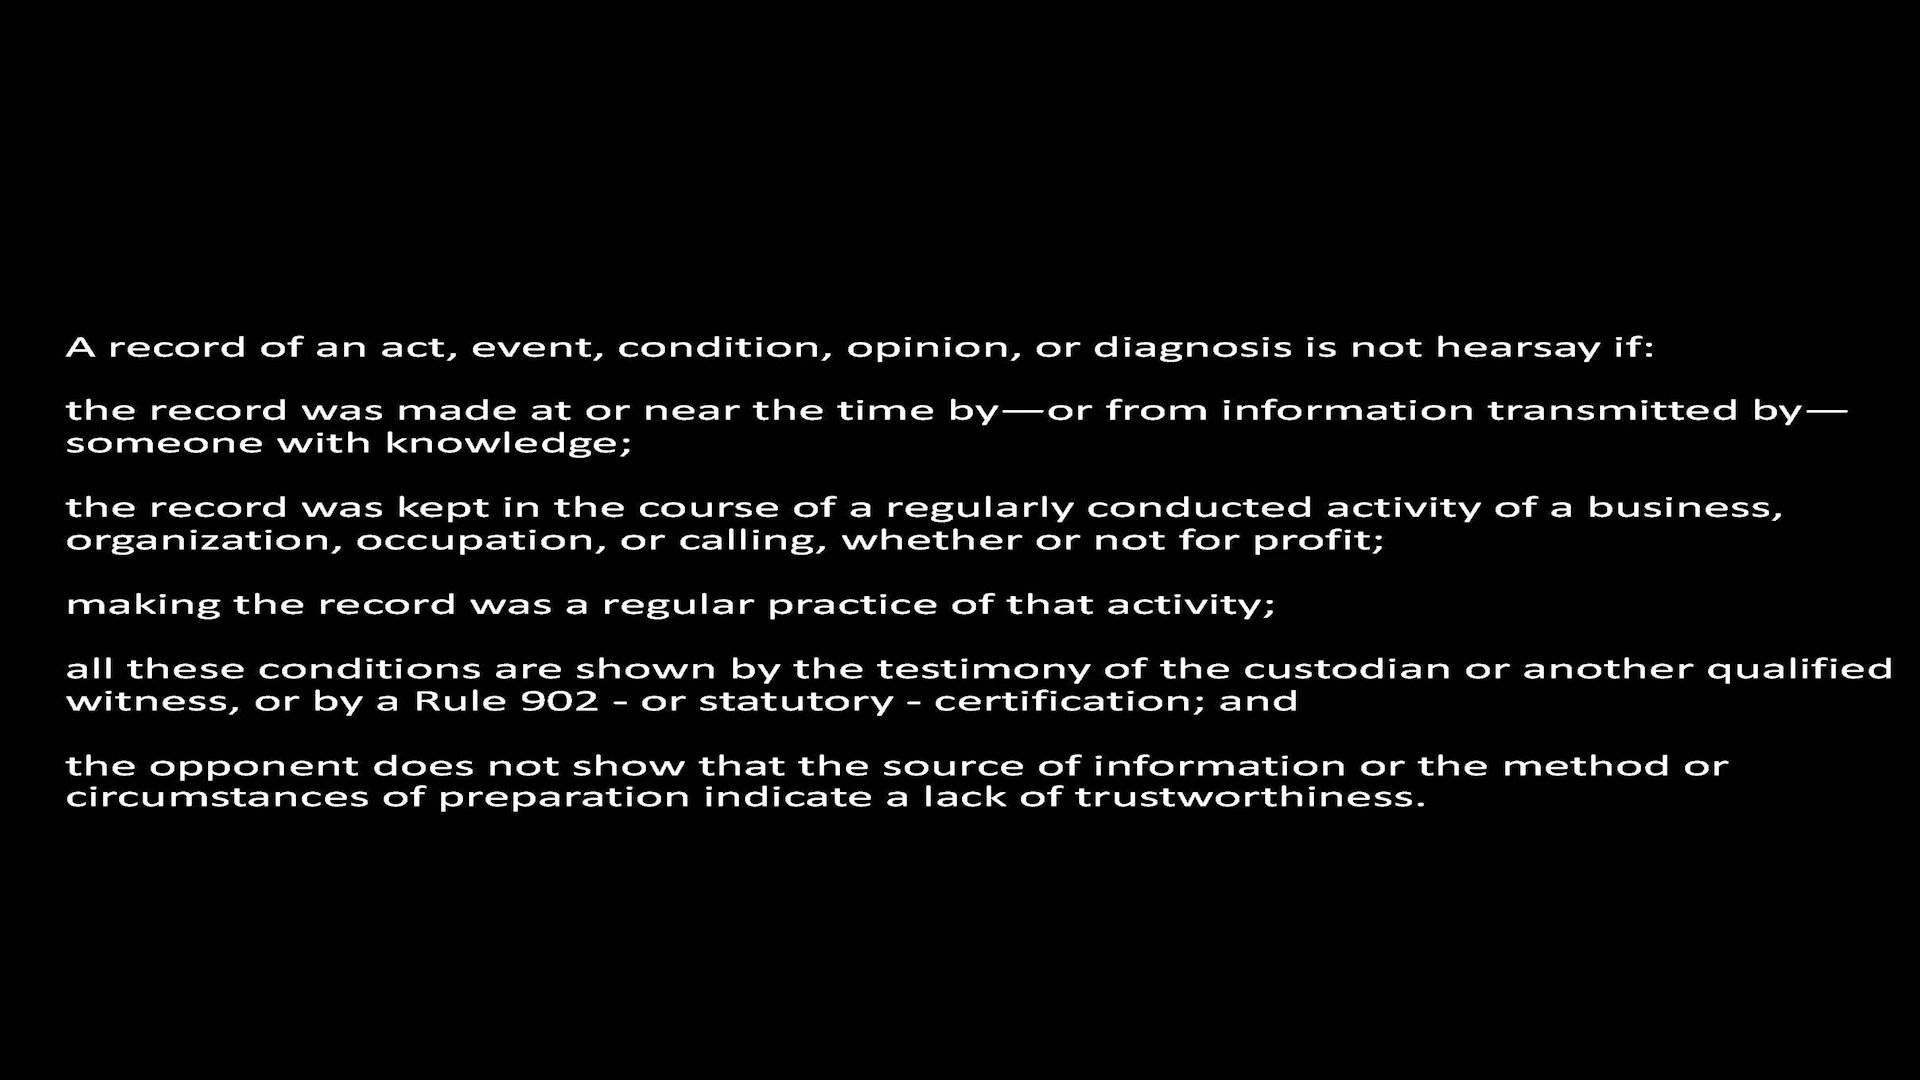 A record of an act, event, condition, opinion, or diagnosis is not hearsay if:
the record was made at or near the time by—or from information transmitted by—
someone with knowledge;
the record was kept in the course of a regularly conducted activity of a business,
organization, occupation, or calling, whether or not for profit;
making the record was a regular practice of that activity;
all these conditions are shown by the testimony of the custodian or another qualified
witness, or by a Rule 902 - or statutory - certification; and
the opponent does not show that the source of information or the method or
circumstances of preparation indicate a lack of trustworthiness.